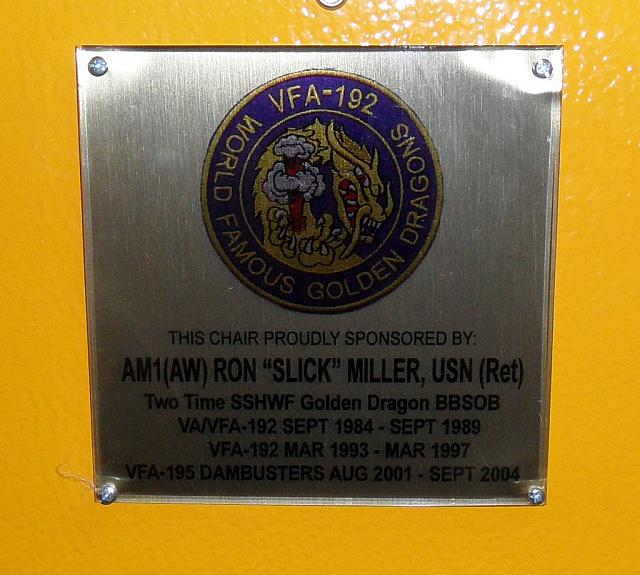 VFA-192
WORLD FAMOUS GOLDEN DRAGONS
THIS CHAIR PROUDLY SPONSORED BY:
AM1(AW) RON “SLICK” MILLER, USN (Ret)
Two Time SSHWF Golden Dragon BBSOB
VA/VFA-192 SEPT 1984 - SEPT 1989
VFA-192 MAR 1993 - MAR 1997
VFA-195 DAMBUSTERS AUG 2001 - SEPT 2004